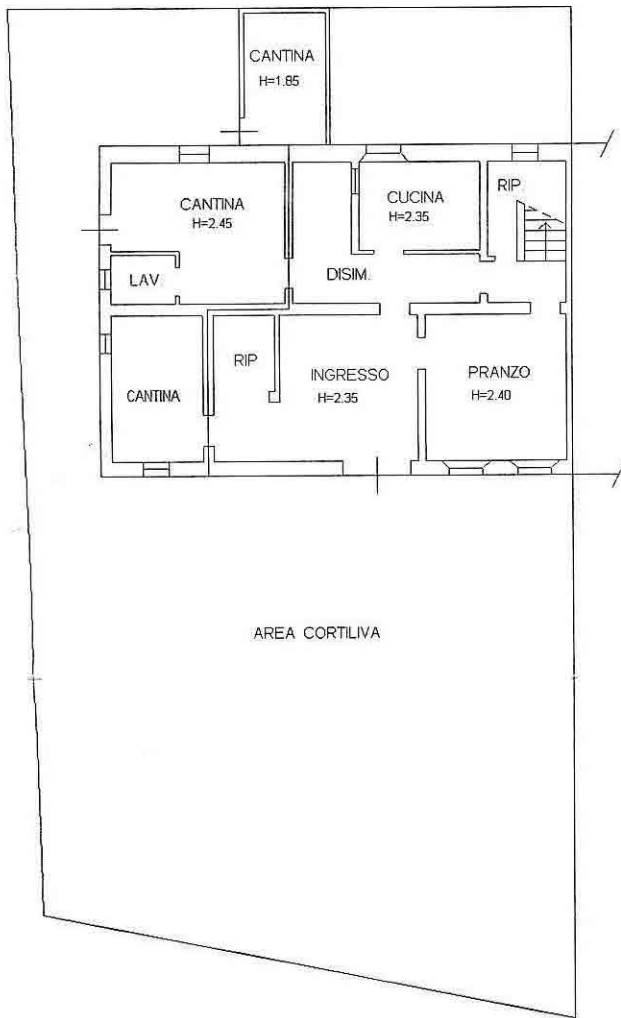 CANTINA
H=1.85
CANTINA
H=2.45
CUCINA
H=2.35
RIP
LAV
DISIM.
RIP
INGRESSO
H=2.35
PRANZO
H=2.40
CANTINA
AREA CORTILIVA